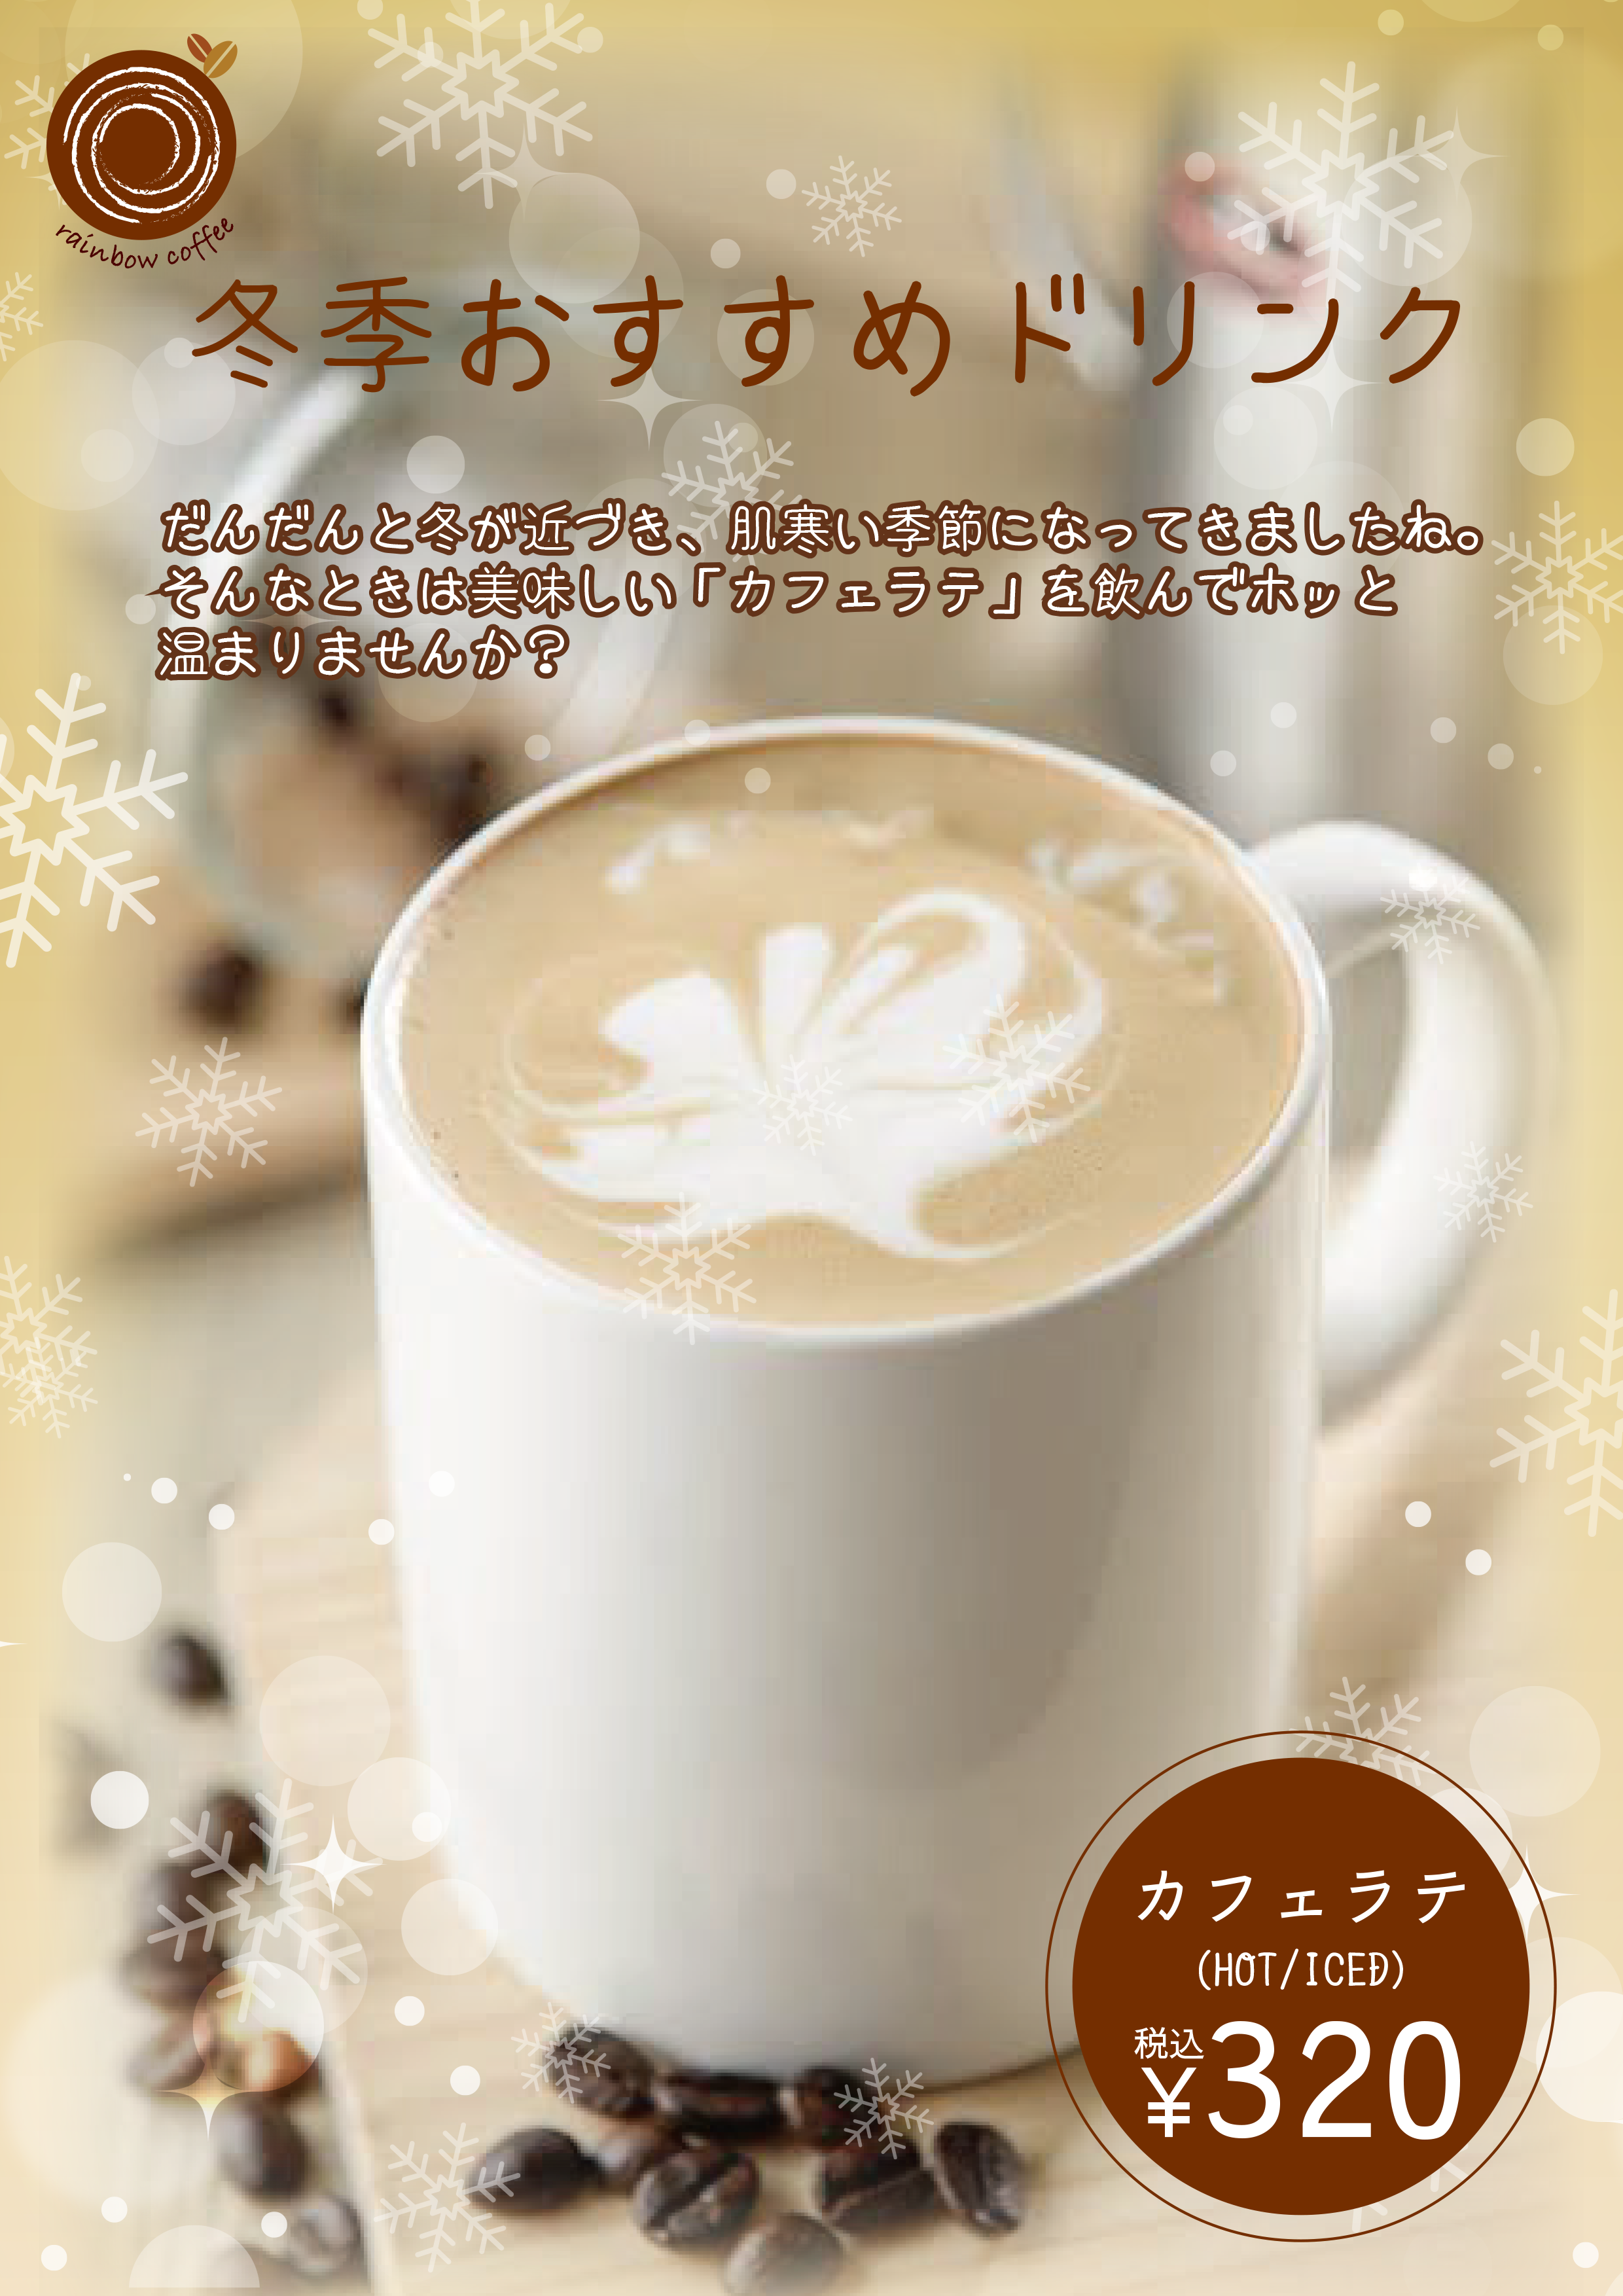 rainbow coffee
冬季おすすめドリンク
だんだんと冬が近づき、肌寒い季節になってきましたね。
そんなときは美味しい「カフェラテ」を飲んでホッと
温まりませんか？
カフェラテ
(HOT/ICED)
税込
¥320